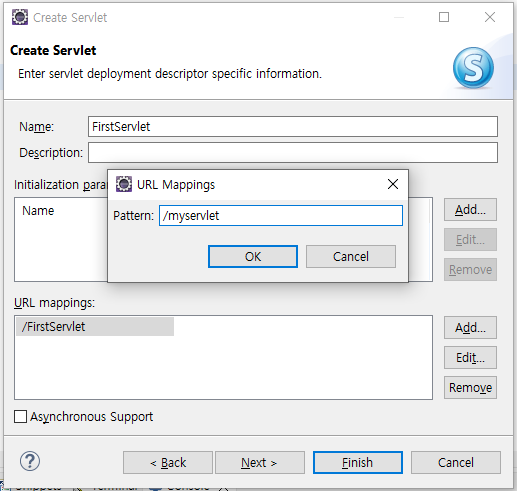 Create Servlet
Create Servlet
Enter servlet deployment descriptor specific information.
S
Name: FirstServlet
Description:
URL Mappings
Pattern: /myservlet
OK Cancel
Initialization para
Name
Add...
Edit...
Remove
URL mappings:
/FirstServlet
Add...
Edit...
Remove
Asynchronous Support
? < Back Next > Finish Cancel